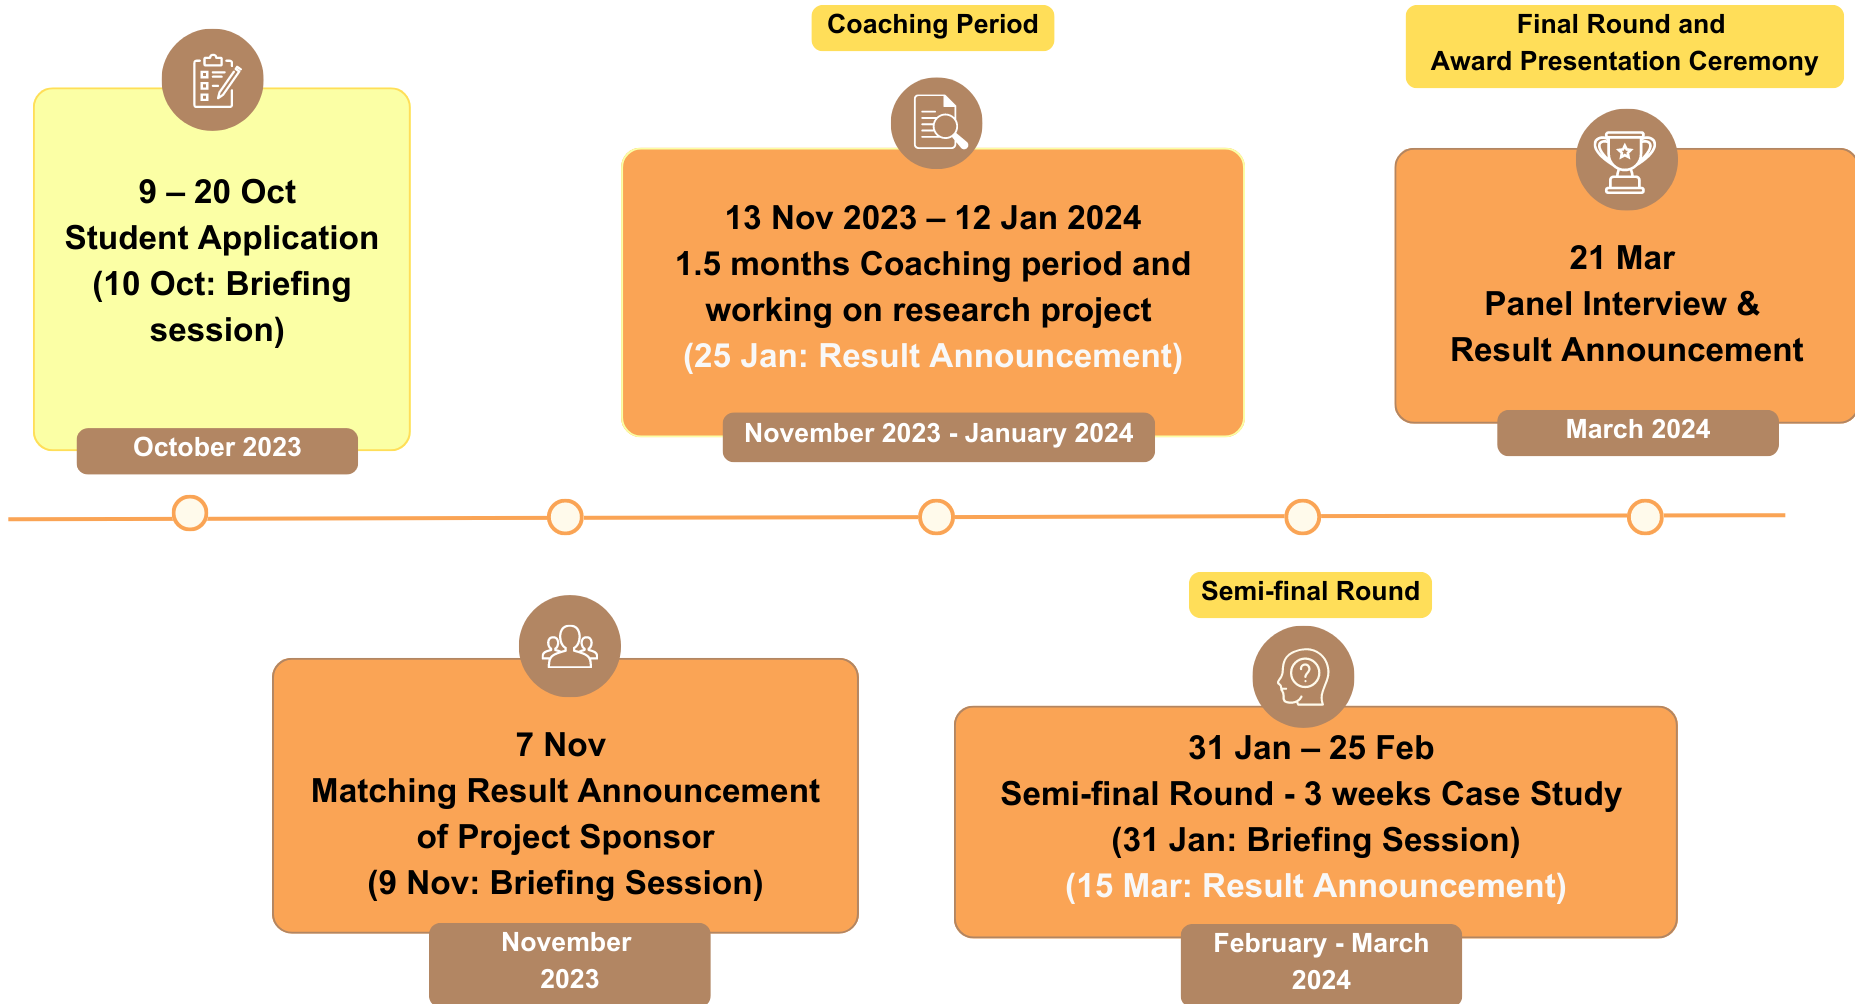 9 – 20 Oct
Student Application
(10 Oct: Briefing
session)
October 2023
7 Nov
Matching Result Announcement
of Project Sponsor
(9 Nov: Briefing Session)
November
2023
Coaching Period
13 Nov 2023 – 12 Jan 2024
1.5 months Coaching period and
working on research project
(25 Jan: Result Announcement)
November 2023 - January 2024
Semi-final Round
31 Jan – 25 Feb
Semi-final Round - 3 weeks Case Study
(31 Jan: Briefing Session)
(15 Mar: Result Announcement)
February - March
2024
Final Round and
Award Presentation Ceremony
21 Mar
Panel Interview &
Result Announcement
March 2024